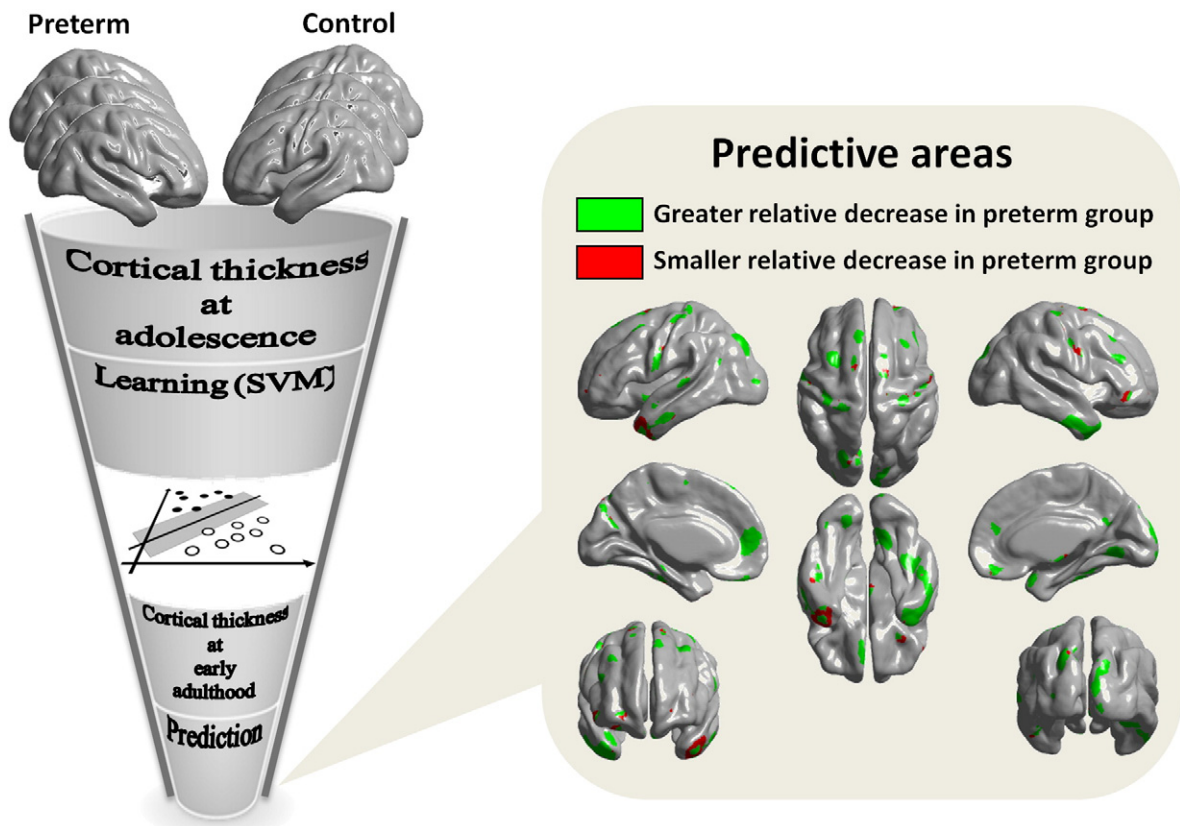 Preterm
Control
Cortical thickness
at
adolescence
Learning (SVM)
Cortical thickness
at
early
adulthood
Prediction
Predictive areas
Greater relative decrease in preterm group
Smaller relative decrease in preterm group